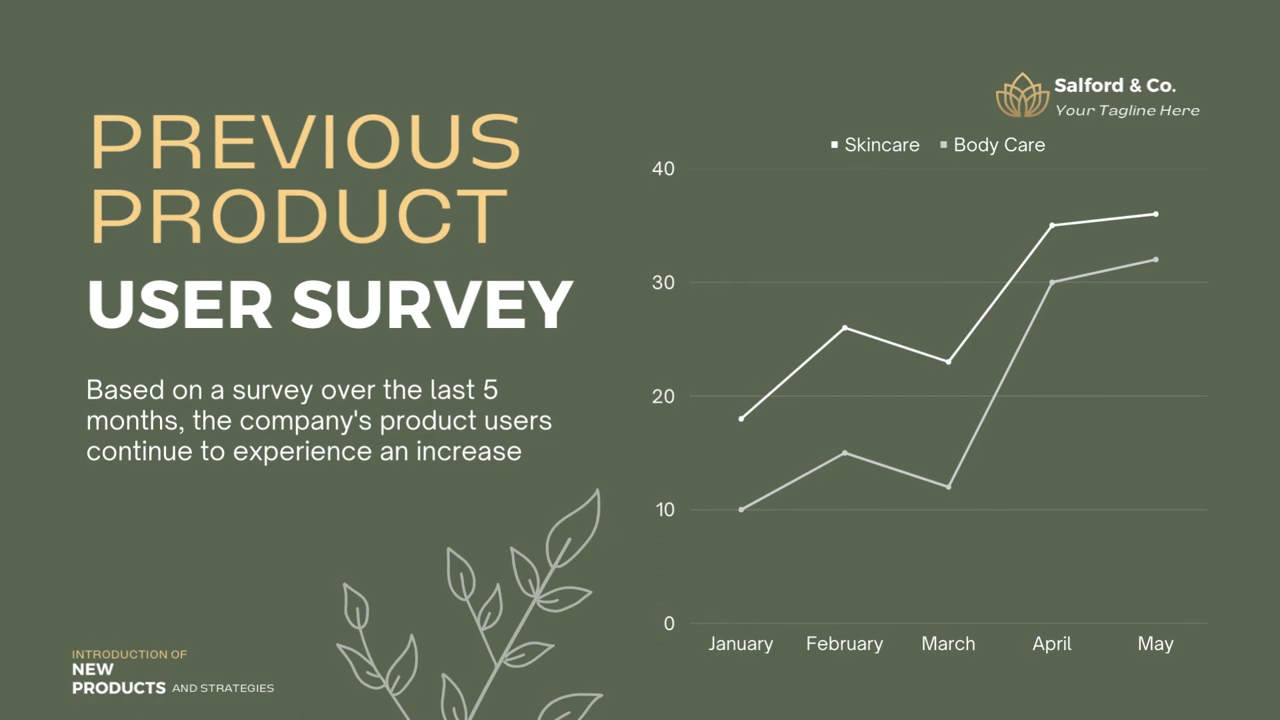 PREVIOUS
PRODUCT
USER SURVEY
Based on a survey over the last 5
months, the company's product users
continue to experience an increase
INTRODUCTION OF
NEW
PRODUCTS AND STRATEGIES
Salford & Co.
Your Tagline Here
Skincare Body Care
40
30
20
10
0
January February March April May